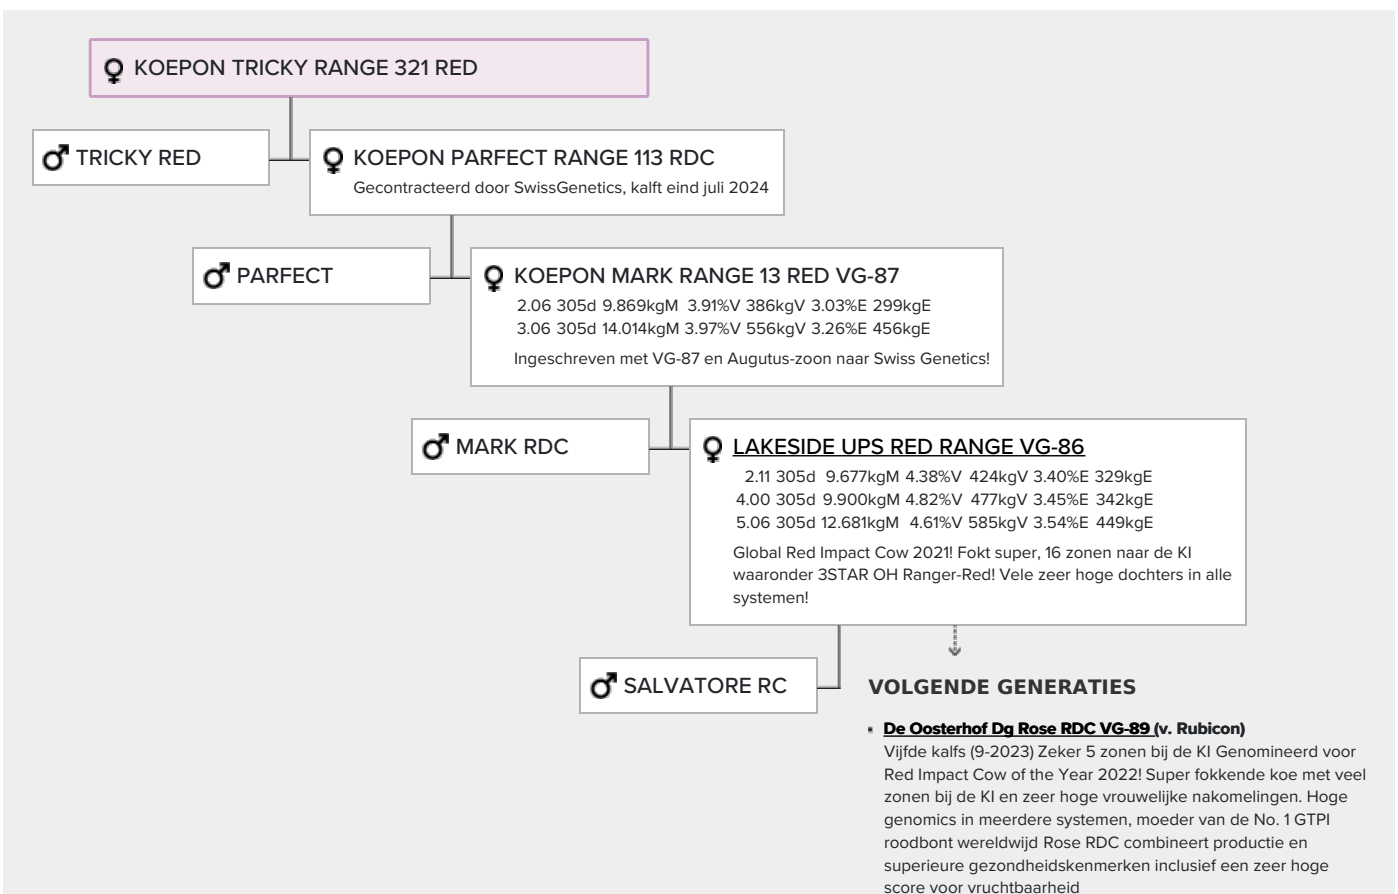 KOEPON TRICKY RANGE 321 RED
TRICKY RED
KOEPON PARFECT RANGE 113 RDC
Gecontracteerd door SwissGenetics, kalft eind juli 2024
PARFECT
KOEPON MARK RANGE 13 RED VG-87
2.06 305d 9.869kgM 3.91%V 386kgV 3.03%E 299kgE
3.06 305d 14.014kgM 3.97%V 556kgV 3.26%E 456kgE
Ingeschreven met VG-87 en Augutus-zoon naar Swiss Genetics!
MARK RDC
LAKESIDE UPS RED RANGE VG-86
2.11 305d 9.677kgM 4.38%V 424kgV 3.40%E 329kgE
4.00 305d 9.900kgM 4.82%V 477kgV 3.45%E 342kgE
5.06 305d 12.681kgM 4.61%V 585kgV 3.54%E 449kgE
Global Red Impact Cow 2021! Fokt super, 16 zonen naar de KI
waaronder 3STAR OH Ranger-Red! Vele zeer hoge dochters in alle
systemen!
SALVATORE RC
VOLGENDE GENERATIES
De Oosterhof Dg Rose RDC VG-89 (v. Rubicon)
Vijfde kalfs (9-2023) Zeker 5 zonen bij de KI Genomineerd voor
Red Impact Cow of the Year 2022! Super fokkende koe met veel
zonen bij de KI en zeer hoge vrouwelijke nakomelingen. Hoge
genomics in meerdere systemen, moeder van de No. 1 GTPI
roodbont wereldwijd Rose RDC combineert productie en
superieure gezondheidskenmerken inclusief een zeer hoge
score voor vruchtbaarheid